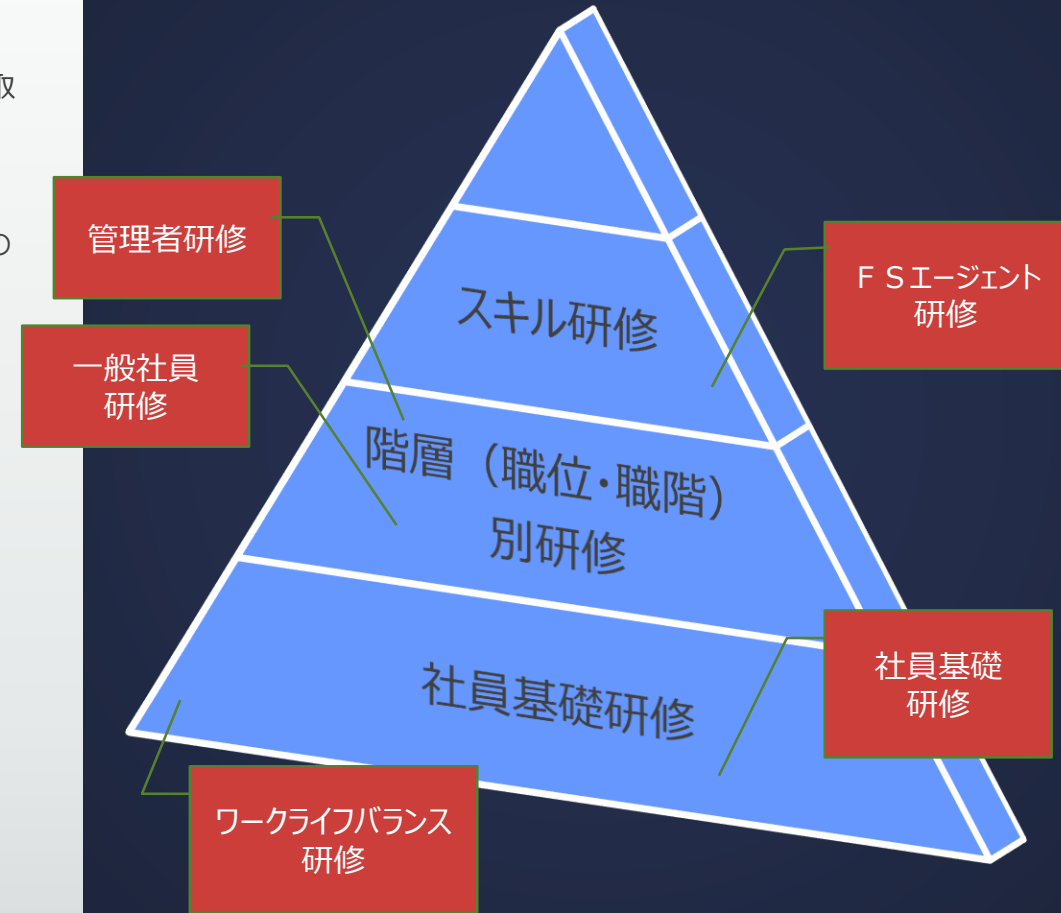 取
の
管理者研修
一般社員
研修
スキル研修
ＦＳエージェント
研修
階層（職位・職階）
別研修
社員基礎研修
社員基礎
研修
ワークライフバランス
研修